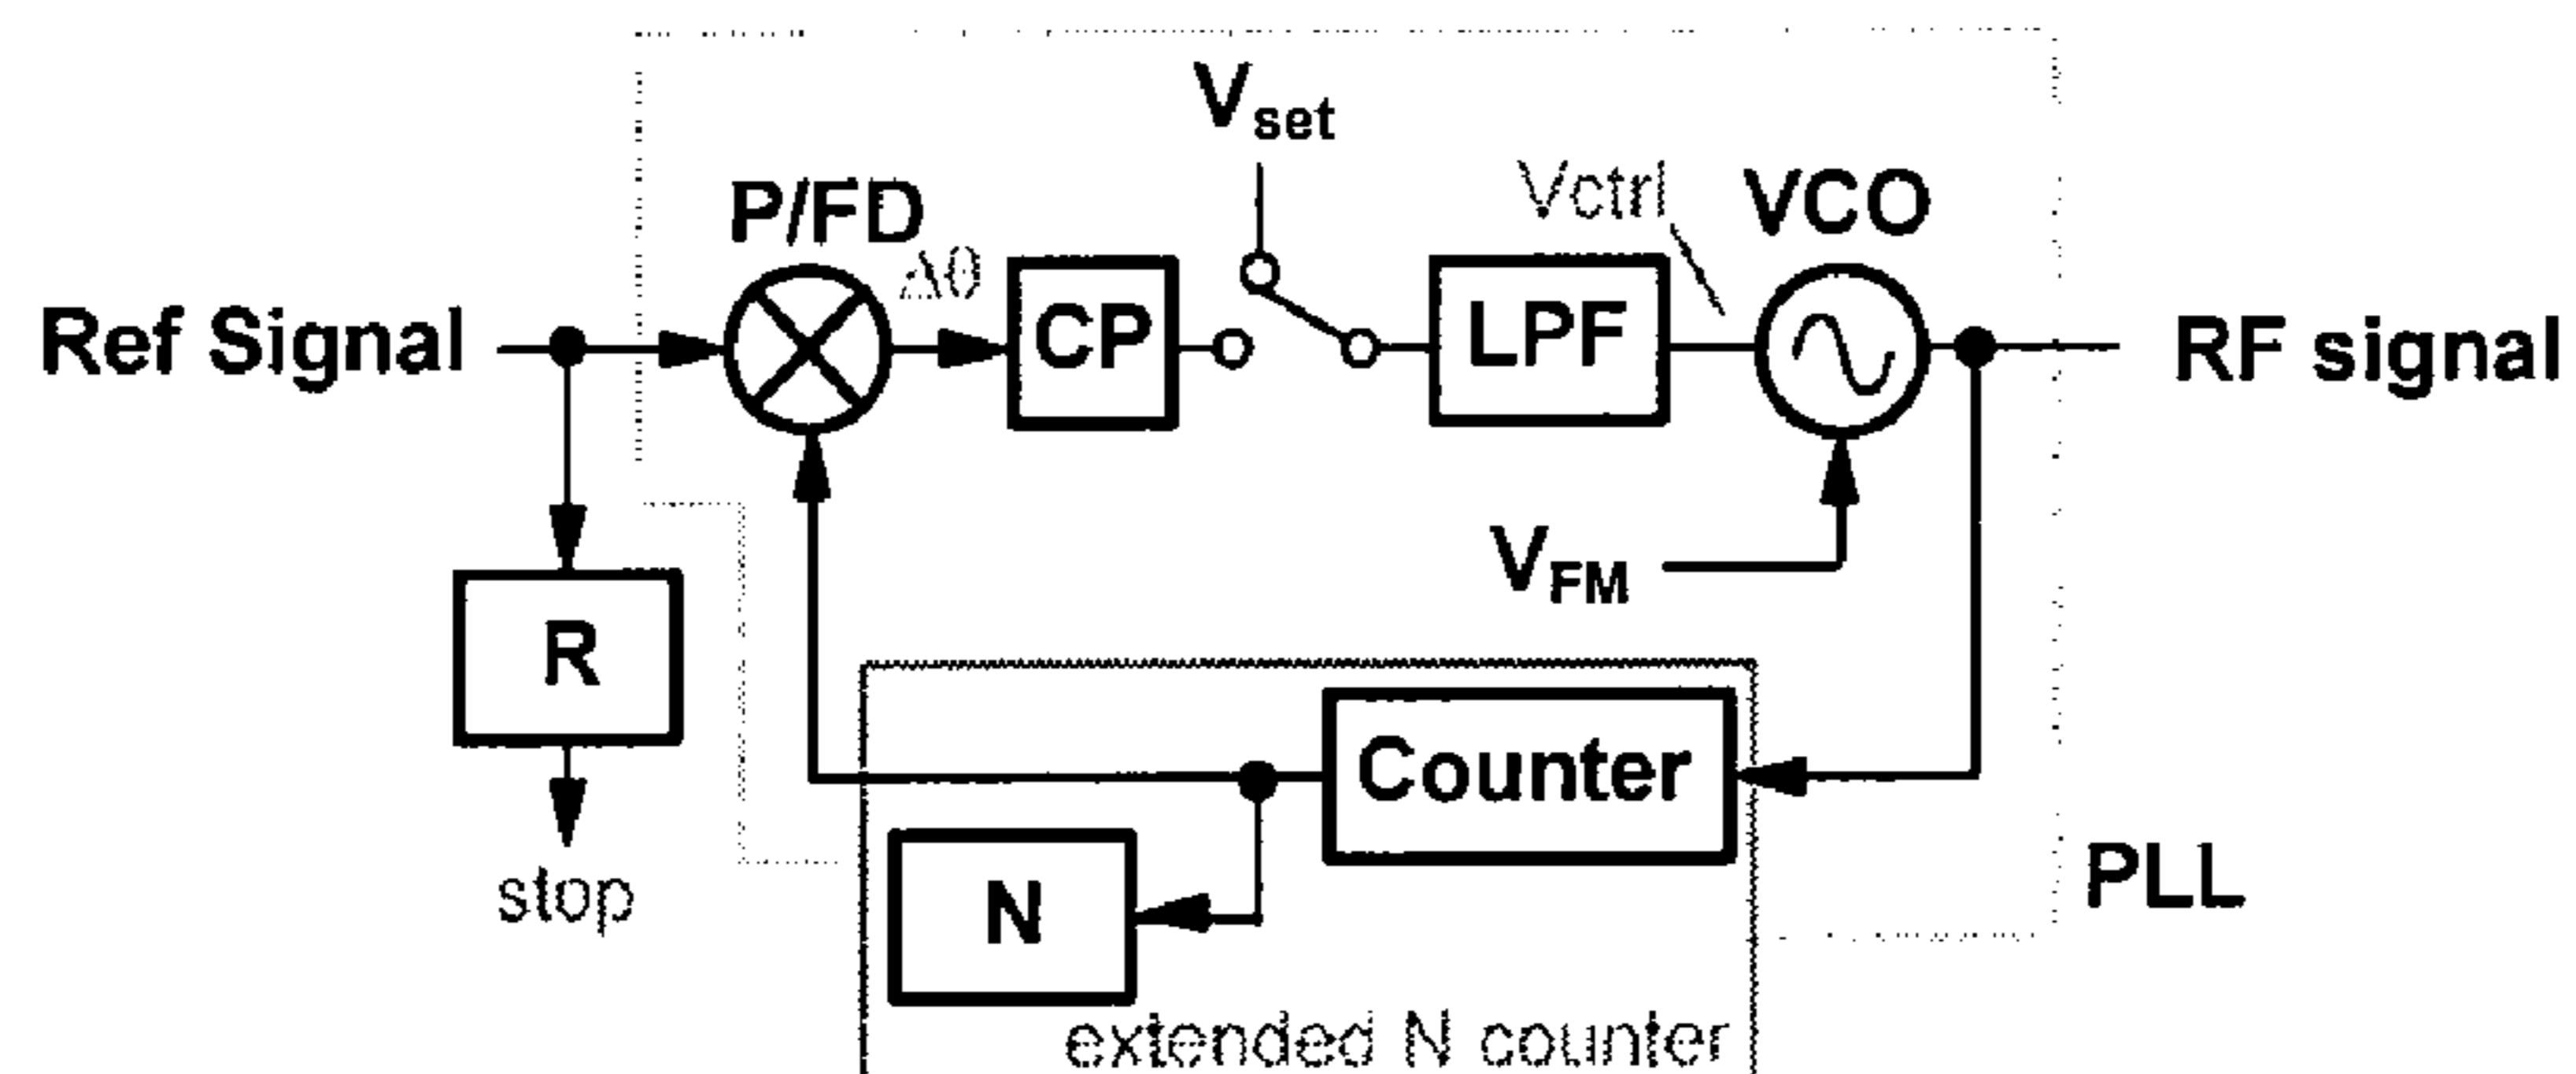 Vset
Vctrl
VCO
P/FD
Δθ
Ref Signal
CP
LPF
RF signal
VFM
R
Counter
stop
N
PLL
extended N counter